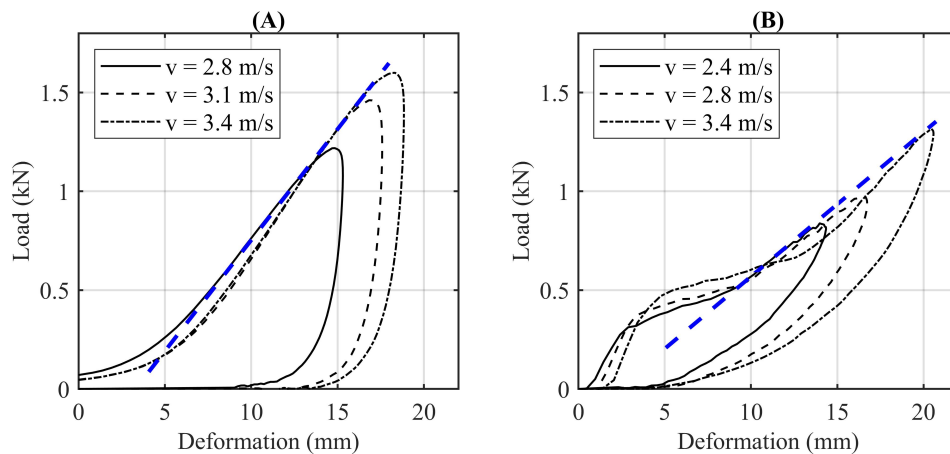 (A)
v = 2.8 m/s
v = 3.1 m/s
v = 3.4 m/s
Load (kN)
1.5
1
0.5
0
0 5 10 15 20
Deformation (mm)
(B)
v = 2.4 m/s
v = 2.8 m/s
v = 3.4 m/s
Load (kN)
1.5
1
0.5
0
0 5 10 15 20
Deformation (mm)